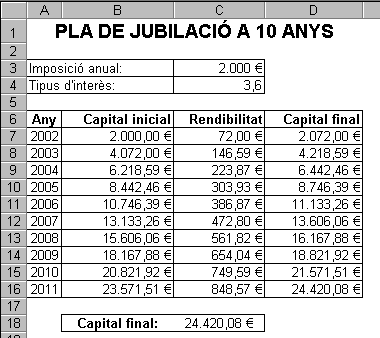 A B C D
1 PLA DE JUBILACIÓ A 10 ANYS
2
3 Imposició anual: 2.000 €
4 Tipus d'interès: 3,6
5
6 Any Capital inicial Rendibilitat Capital final
7 2002 2.000,00 € 72,00 € 2.072,00 €
8 2003 4.072,00 € 146,59 € 4.218,59 €
9 2004 6.218,59 € 223,87 € 6.442,46 €
10 2005 8.442,46 € 303,93 € 8.746,39 €
11 2006 10.746,39 € 386,87 € 11.133,26 €
12 2007 13.133,26 € 472,80 € 13.606,06 €
13 2008 15.606,06 € 561,82 € 16.167,88 €
14 2009 18.167,88 € 654,04 € 18.821,92 €
15 2010 20.821,92 € 749,59 € 21.571,51 €
16 2011 23.571,51 € 848,57 € 24.420,08 €
17
18 Capital final: 24.420,08 €